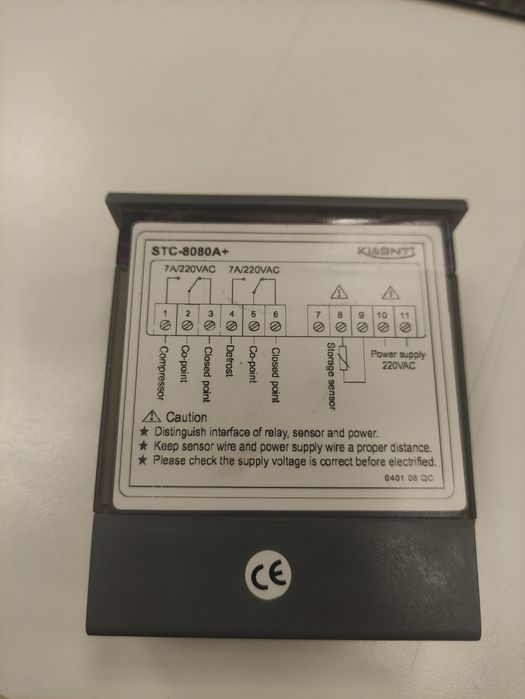 STC-8080A+
KI&BNT
7A/220VAC 7A/220VAC
1 2 3 4 5 6 7 8 9 10 11
Compressor
Co-point
Closed point
Defrost
Co-point
Closed point
Storage sensor
Power supply
220VAC
Caution
★ Distinguish interface of relay, sensor and power.
★ Keep sensor wire and power supply wire a proper distance.
★ Please check the supply voltage is correct before electrified.
0401 08 QC
CE